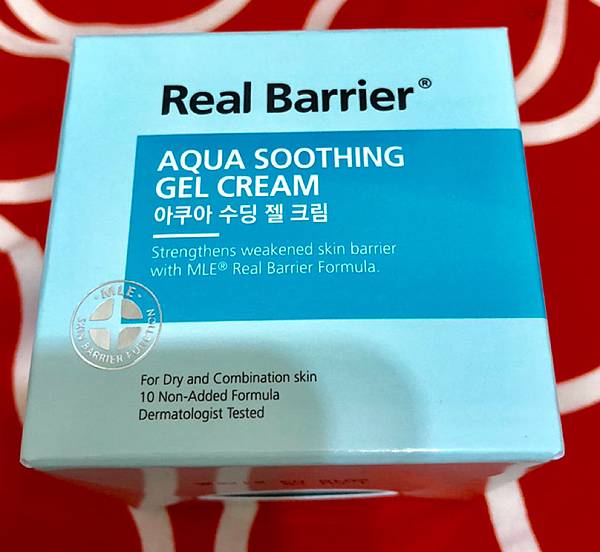 Real Barrier®
AQUA SOOTHING
GEL CREAM
아쿠아 수딩 젤 크림
Strengthens weakened skin barrier
with MLE® Real Barrier Formula.
·MLE·
SKIN BARRIER FUNCTION
For Dry and Combination skin
10 Non-Added Formula
Dermatologist Tested